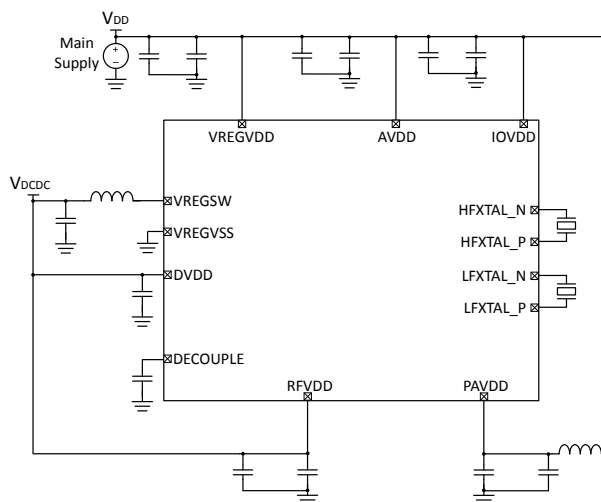 VDD
Main
Supply
+
−
VREGVDD
AVDD
IOVDD
VDCDC
VREGSW
HFXTAL_N
VREGVSS
HFXTAL_P
DVDD
LFXTAL_N
LFXTAL_P
DECOUPLE
RFVDD
PAVDD